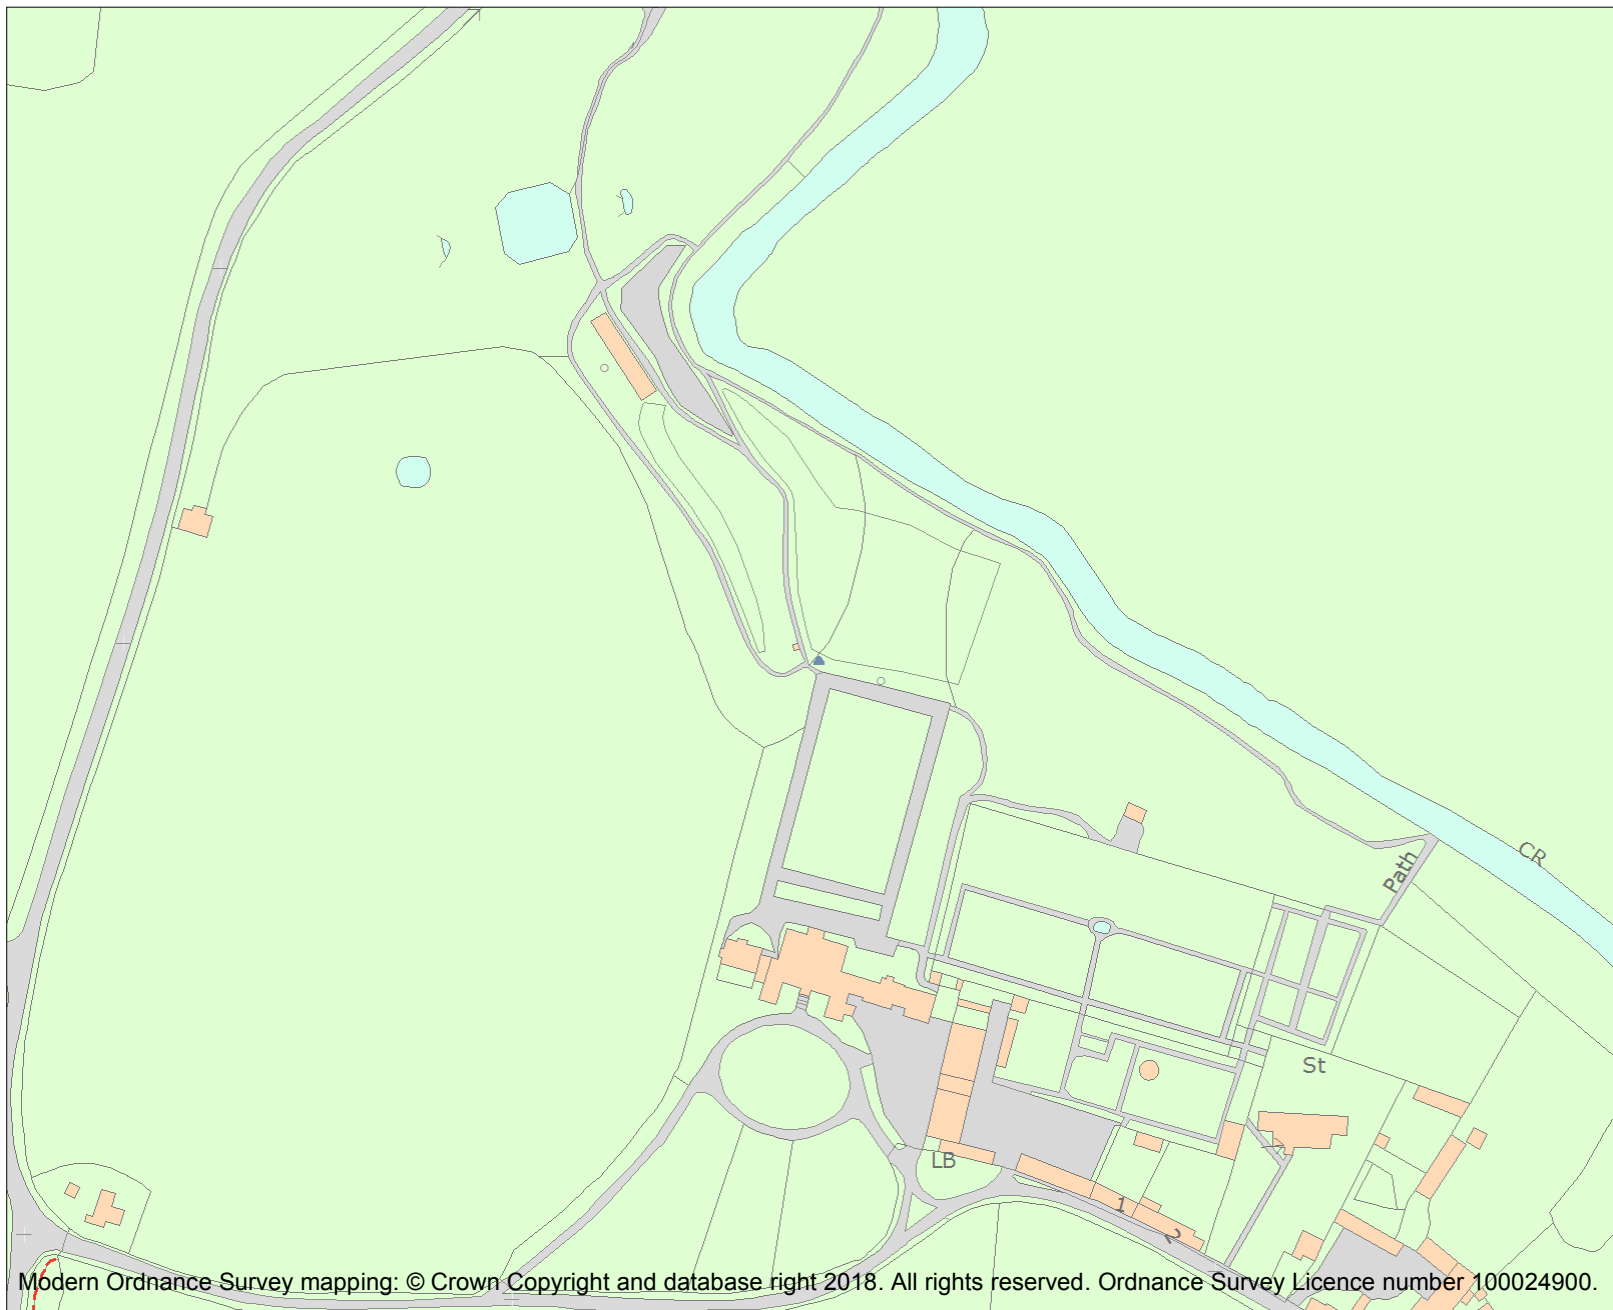 CR
Path
St
LB
1
2
Modern Ordnance Survey mapping: © Crown Copyright and database right 2018. All rights reserved. Ordnance Survey Licence number 100024900.